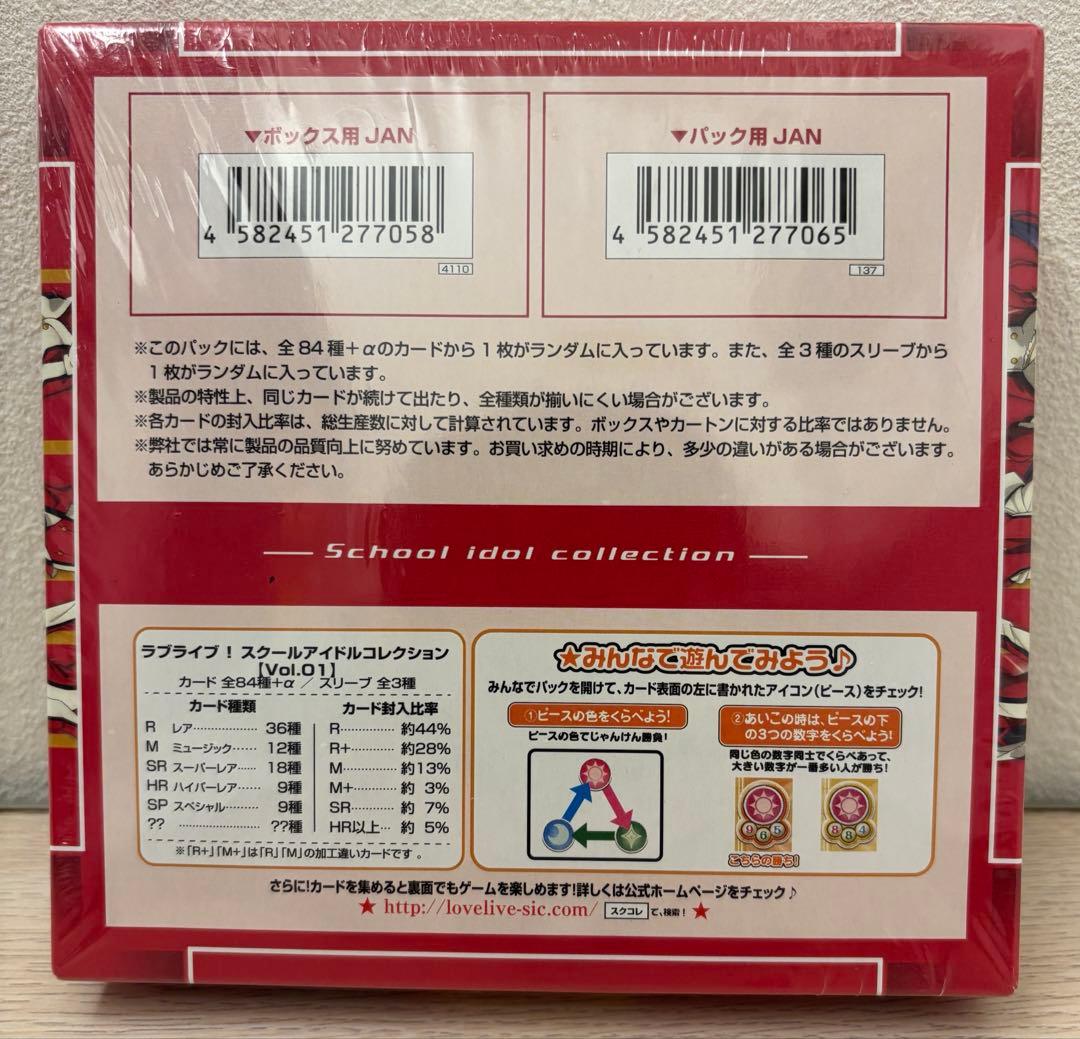 ▼ボックス用 JAN
4 582451 277058
4110
▼パック用 JAN
4 582451 277065
137
※このパックには、全84種+αのカードから1枚がランダムに入っています。また、全3種のスリーブから
1枚がランダムに入っています。
※製品の特性上、同じカードが続けて出たり、全種類が揃いにくい場合がございます。
※各カードの封入比率は、総生産数に対して計算されています。ボックスやカートンに対する比率ではありません。
※弊社では常に製品の品質向上に努めています。お買い求めの時期により、多少の違いがある場合がございます。
あらかじめご了承ください。
School idol collection
ラブライブ! スクールアイドルコレクション
【Vol.01】
カード 全84種+α / スリーブ 全3種
カード種類
R レア……………… 36種
M ミュージック…… 12種
SR スーパーレア…… 18種
HR ハイパーレア…… 9種
SP スペシャル……… 9種
?? ……………………… ??種
カード封入比率
R………… 約44%
R+……… 約28%
M………… 約13%
M+……… 約 3%
SR……… 約 7%
HR以上… 約 5%
※「R+」「M+」は「R」「M」の加工違いカードです。
★みんなで遊んでみよう♪
みんなでパックを開けて、カード表面の左に書かれたアイコン(ピース)をチェック!
①ピースの色をくらべよう!
ピースの色でじゃんけん勝負!
②あいこの時は、ピースの下
の3つの数字をくらべよう!
同じ色の数字同士でくらべあって、
大きい数字が一番多い人が勝ち!
9 6 5
8 8 4
こちらの勝ち!
さらに!カードを集めると裏面でもゲームを楽しめます!詳しくは公式ホームページをチェック♪
★ http://lovelive-sic.com/ スクコレ で、検索! ★